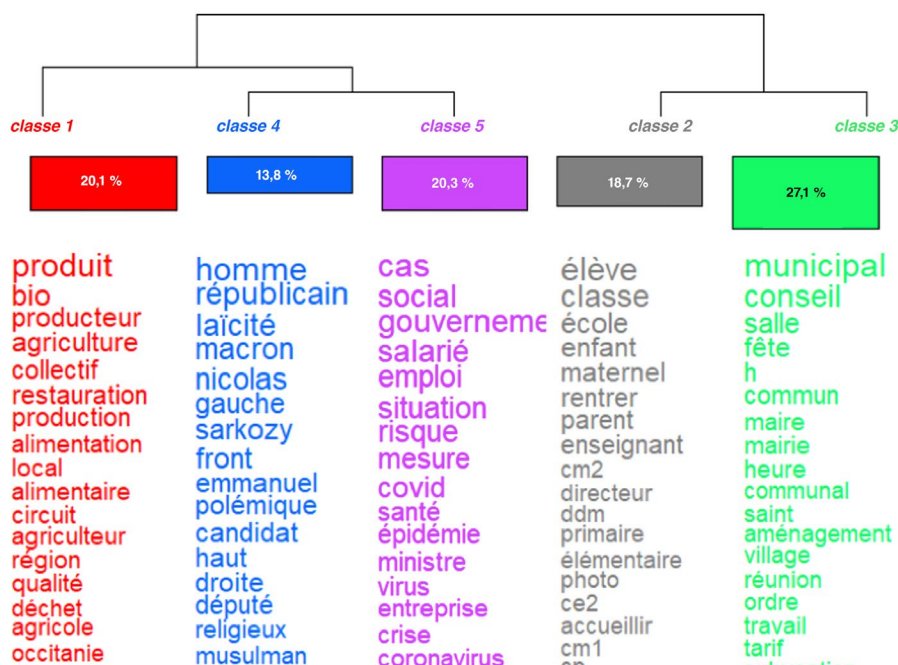 classe 1
classe 4
classe 5
classe 2
classe 3
20,1 %
13,8 %
20,3 %
18,7 %
27,1 %
produit
bio
producteur
agriculture
collectif
restauration
production
alimentation
local
alimentaire
circuit
agriculteur
région
qualité
déchet
agricole
occitanie
homme
républicain
laïcité
macron
nicolas
gauche
sarkozy
front
emmanuel
polémique
candidat
haut
droite
député
religieux
musulman
cas
social
gouverneme
salarié
emploi
situation
risque
mesure
covid
santé
épidémie
ministre
virus
entreprise
crise
coronavirus
élève
classe
école
enfant
maternel
rentrer
parent
enseignant
cm2
directeur
ddm
primaire
élémentaire
photo
ce2
accueillir
cm1
municipal
conseil
salle
fête
h
commun
maire
mairie
heure
communal
saint
aménagement
village
réunion
ordre
travail
tarif